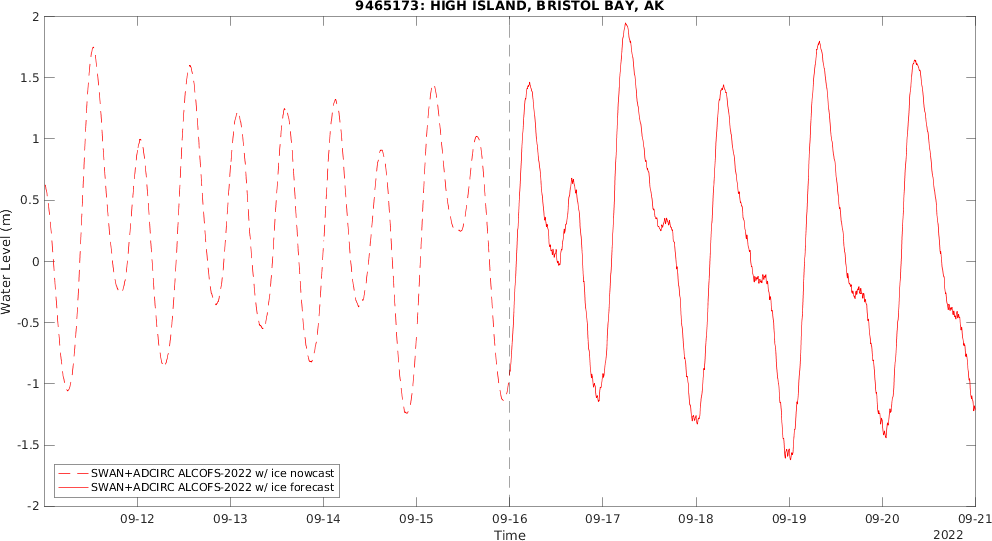 9465173: HIGH ISLAND, BRISTOL BAY, AK
2
1.5
1
0.5
0
-0.5
-1
-1.5
-2
Water Level (m)
SWAN+ADCIRC ALCOFS-2022 w/ ice nowcast
SWAN+ADCIRC ALCOFS-2022 w/ ice forecast
09-12 09-13 09-14 09-15 09-16 09-17 09-18 09-19 09-20 09-21
Time
2022